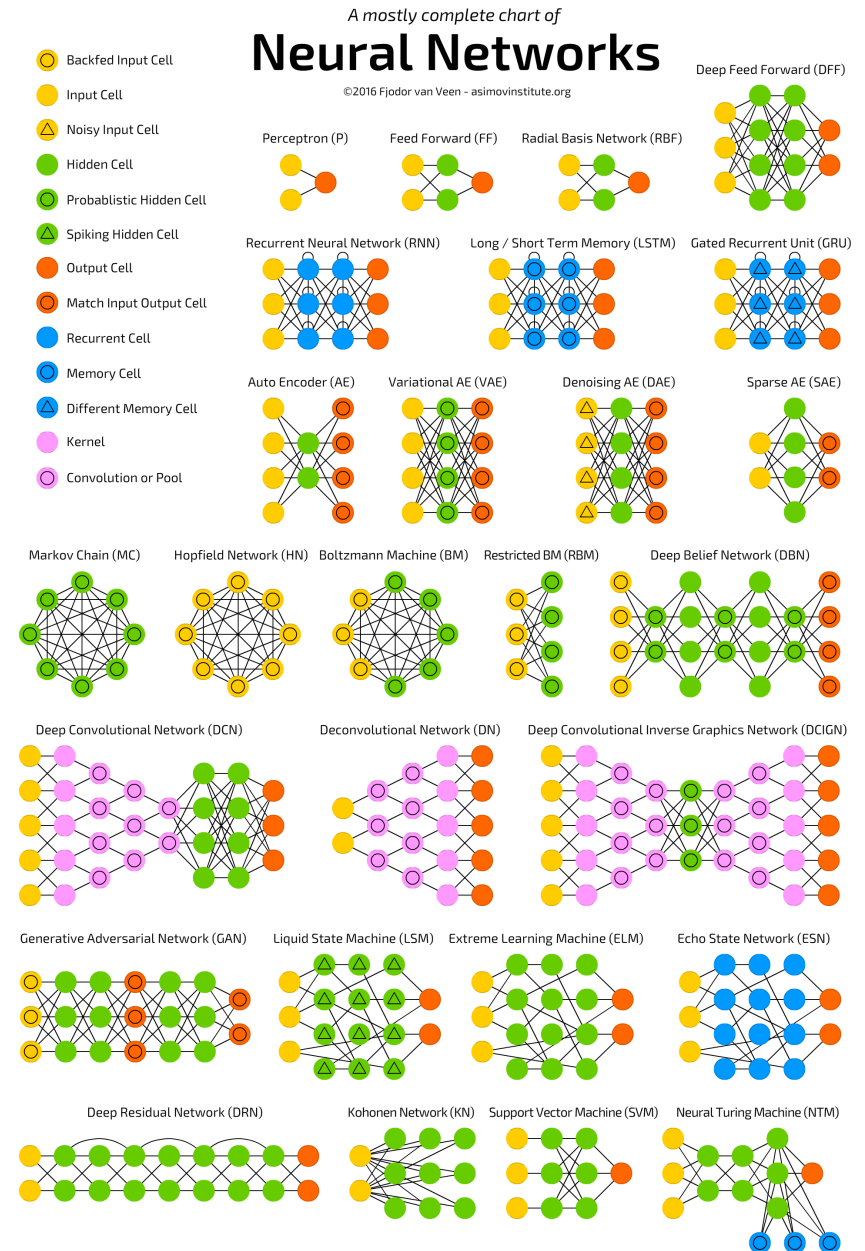 A mostly complete chart of
Neural Networks
©2016 Fjodor van Veen - asimovinstitute.org
Backfed Input Cell
Input Cell
Noisy Input Cell
Hidden Cell
Probablistic Hidden Cell
Spiking Hidden Cell
Output Cell
Match Input Output Cell
Recurrent Cell
Memory Cell
Different Memory Cell
Kernel
Convolution or Pool
Deep Feed Forward (DFF)
Perceptron (P)
Feed Forward (FF)
Radial Basis Network (RBF)
Recurrent Neural Network (RNN)
Long / Short Term Memory (LSTM)
Gated Recurrent Unit (GRU)
Auto Encoder (AE)
Variational AE (VAE)
Denoising AE (DAE)
Sparse AE (SAE)
Markov Chain (MC)
Hopfield Network (HN)
Boltzmann Machine (BM)
Restricted BM (RBM)
Deep Belief Network (DBN)
Deep Convolutional Network (DCN)
Deconvolutional Network (DN)
Deep Convolutional Inverse Graphics Network (DCIGN)
Generative Adversarial Network (GAN)
Liquid State Machine (LSM)
Extreme Learning Machine (ELM)
Echo State Network (ESN)
Deep Residual Network (DRN)
Kohonen Network (KN)
Support Vector Machine (SVM)
Neural Turing Machine (NTM)